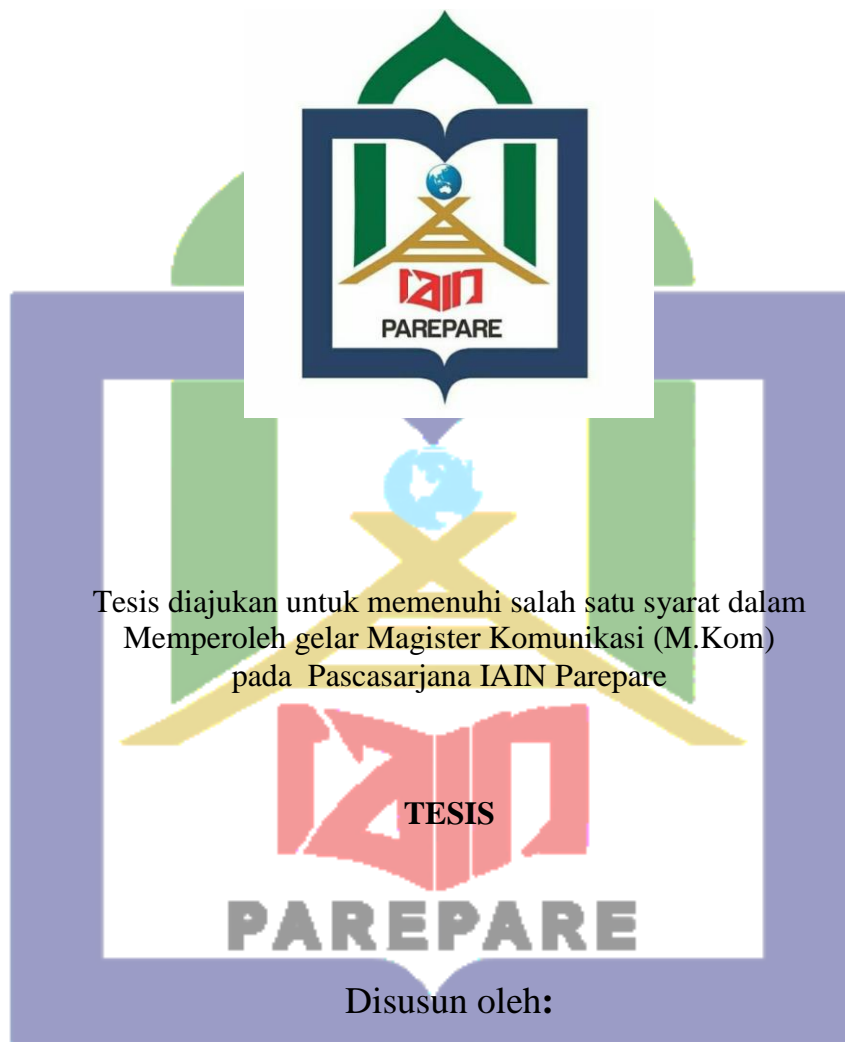 iain
PAREPARE
Tesis diajukan untuk memenuhi salah satu syarat dalam
Memperoleh gelar Magister Komunikasi (M.Kom)
pada Pascasarjana IAIN Parepare
iain
TESIS
PAREPARE
Disusun oleh: